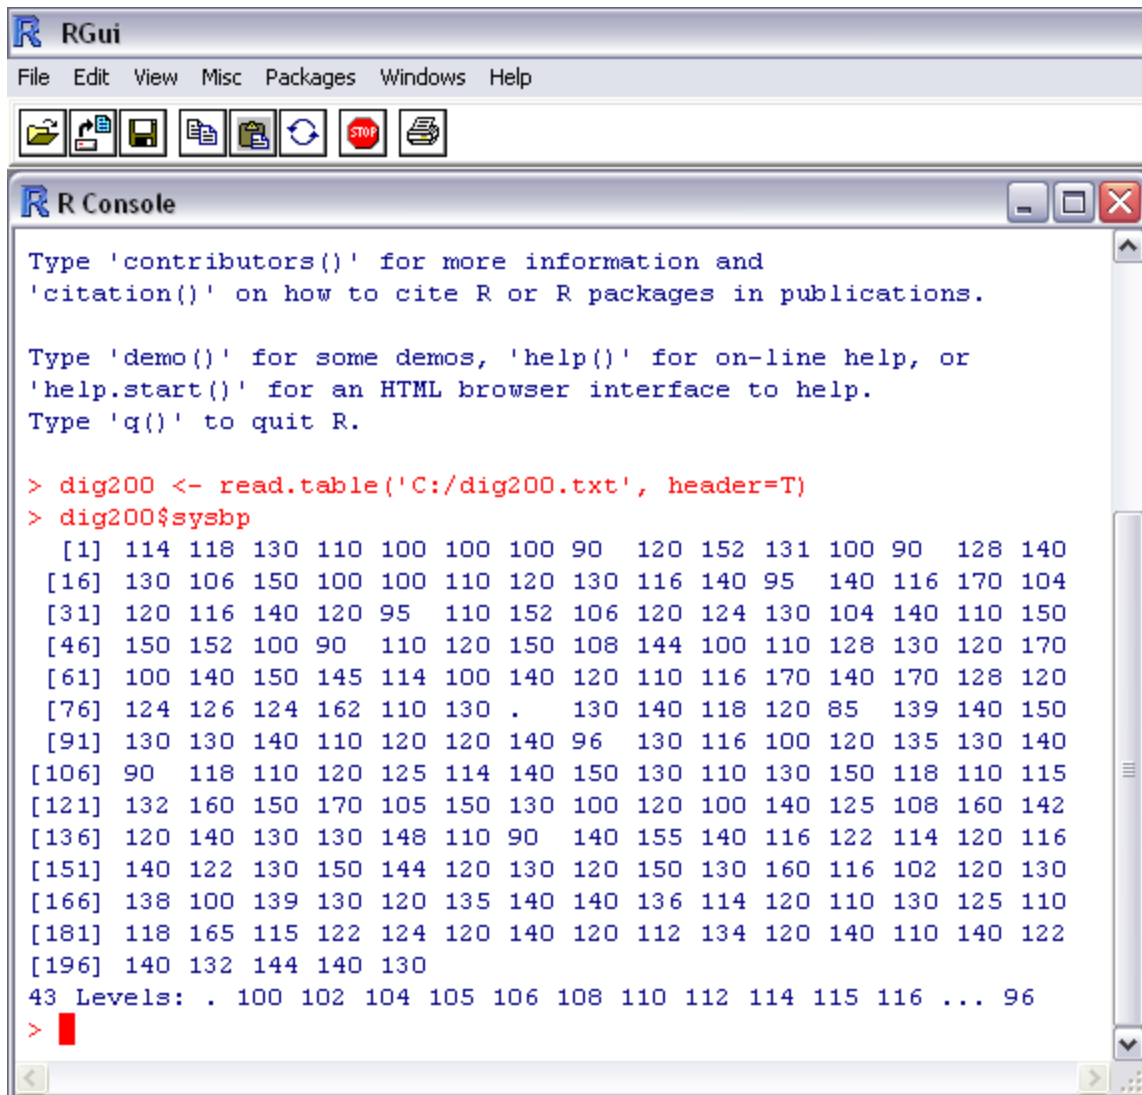 RGui
File Edit View Misc Packages Windows Help
STOP
R Console
Type 'contributors()' for more information and
'citation()' on how to cite R or R packages in publications.
Type 'demo()' for some demos, 'help()' for on-line help, or
'help.start()' for an HTML browser interface to help.
Type 'q()' to quit R.
> dig200 <- read.table('C:/dig200.txt', header=T)
> dig200$sysbp
[1] 114 118 130 110 100 100 100 90 120 152 131 100 90 128 140
[16] 130 106 150 100 100 110 120 130 116 140 95 140 116 170 104
[31] 120 116 140 120 95 110 152 106 120 124 130 104 140 110 150
[46] 150 152 100 90 110 120 150 108 144 100 110 128 130 120 170
[61] 100 140 150 145 114 100 140 120 110 116 170 140 170 128 120
[76] 124 126 124 162 110 130 . 130 140 118 120 85 139 140 150
[91] 130 130 140 110 120 120 140 96 130 116 100 120 135 130 140
[106] 90 118 110 120 125 114 140 150 130 110 130 150 118 110 115
[121] 132 160 150 170 105 150 130 100 120 100 140 125 108 160 142
[136] 120 140 130 130 148 110 90 140 155 140 116 122 114 120 116
[151] 140 122 130 150 144 120 130 120 150 130 160 116 102 120 130
[166] 138 100 139 130 120 135 140 140 136 114 120 110 130 125 110
[181] 118 165 115 122 124 120 140 120 112 134 120 140 110 140 122
[196] 140 132 144 140 130
43 Levels: . 100 102 104 105 106 108 110 112 114 115 116 ... 96
>